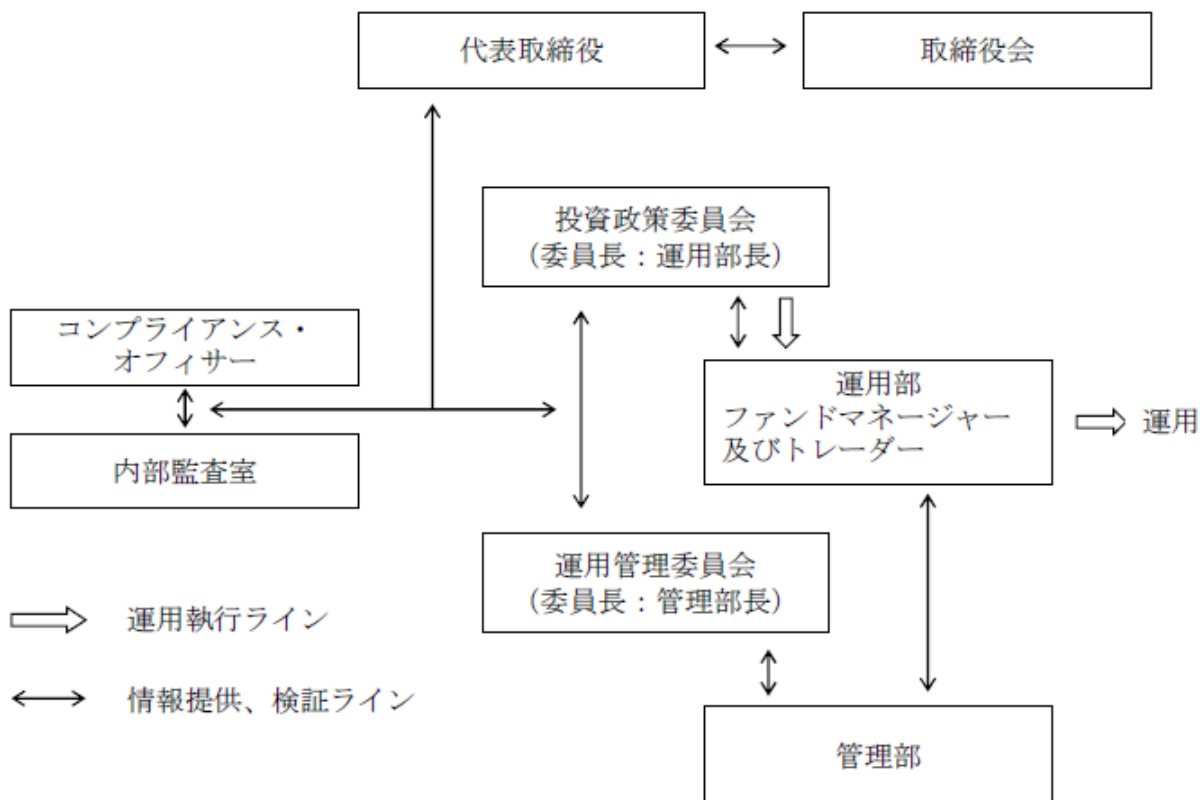 代表取締役
取締役会
投資政策委員会
（委員長：運用部長）
コンプライアンス・
オフィサー
内部監査室
運用部
ファンドマネージャー
及びトレーダー
運用
運用管理委員会
（委員長：管理部長）
運用執行ライン
情報提供、検証ライン
管理部